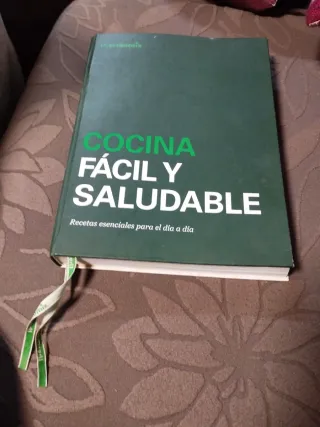 COCINA
FÁCIL Y
SALUDABLE
Recetas esenciales para el día a día